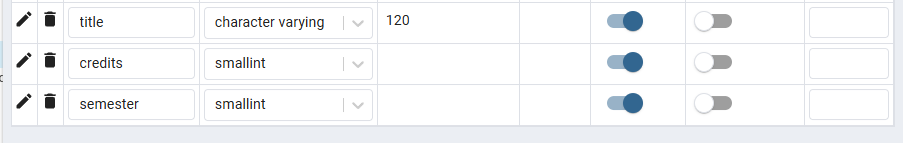 title character varying 120
credits smallint
semester smallint